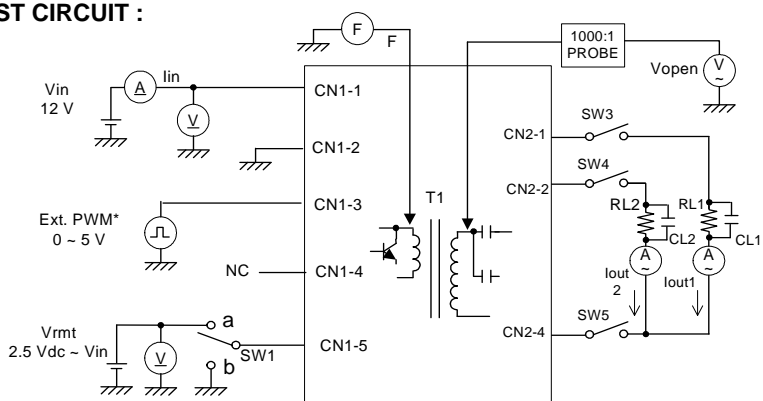 ST CIRCUIT :
F
F
1000:1
PROBE
Vopen
V
~
Vin
12 V
A
Iin
V
CN1-1
CN1-2
Ext. PWM*
0 ~ 5 V
CN1-3
NC
CN1-4
Vrmt
2.5 Vdc ~ Vin
V
a
b
SW1
CN1-5
T1
CN2-1
SW3
CN2-2
SW4
RL2
CL2
RL1
CL1
A
~
A
~
Iout
2
Iout1
CN2-4
SW5